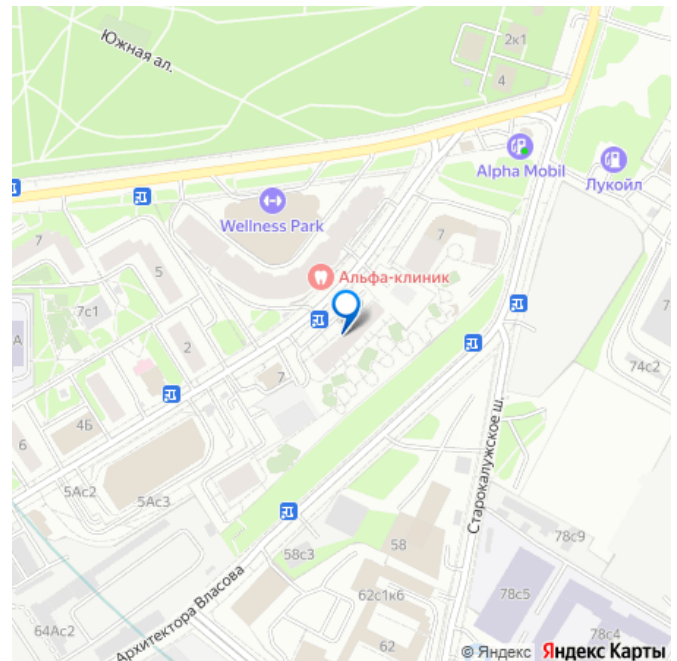 Южная ал.
2к1
4
Alpha Mobil
Лукойл
Wellness Park
7
7
5
Альфа-клиник
7с1
2
74с2
7
4Б
6
5Ас2
5Ас3
Старокалужское ш.
58с3
58
78с9
62с1к6
78с5
64Ас2
Архитектора Власова
62
78с4
© Яндекс Яндекс Карты